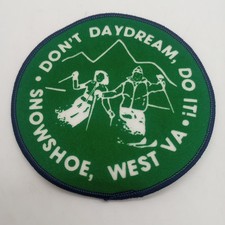 DON'T DAYDREAM, DO IT!
SNOWSHOE, WEST VA